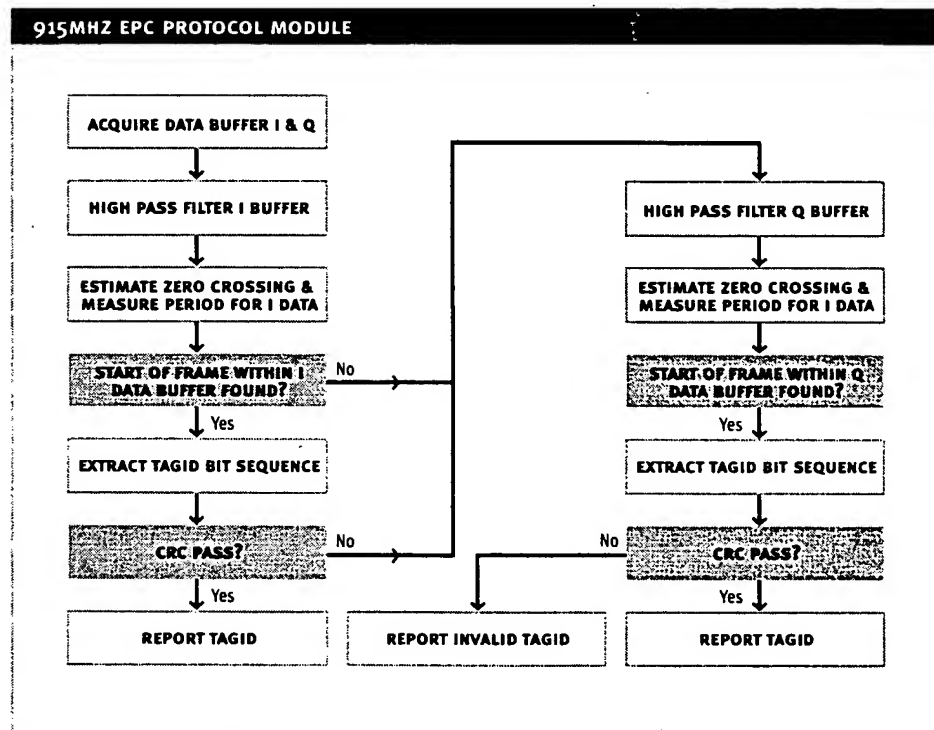 915MHZ EPC PROTOCOL MODULE
ACQUIRE DATA BUFFER I & Q
HIGH PASS FILTER I BUFFER
ESTIMATE ZERO CROSSING &
MEASURE PERIOD FOR I DATA
START OF FRAME WITHIN I
DATA BUFFER FOUND?
No
Yes
EXTRACT TAGID BIT SEQUENCE
CRC PASS?
No
Yes
REPORT TAGID
HIGH PASS FILTER Q BUFFER
ESTIMATE ZERO CROSSING &
MEASURE PERIOD FOR I DATA
START OF FRAME WITHIN Q
DATA BUFFER FOUND?
Yes
EXTRACT TAGID BIT SEQUENCE
CRC PASS?
No
Yes
REPORT INVALID TAGID
REPORT TAGID